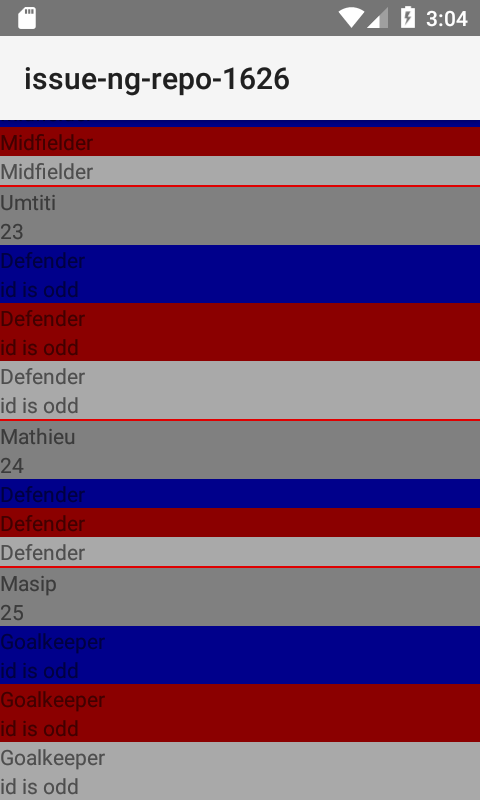 3:04
issue-ng-repo-1626
Midfielder
Midfielder
Umtiti
23
Defender
id is odd
Defender
id is odd
Defender
id is odd
Mathieu
24
Defender
Defender
Defender
Masip
25
Goalkeeper
id is odd
Goalkeeper
id is odd
Goalkeeper
id is odd